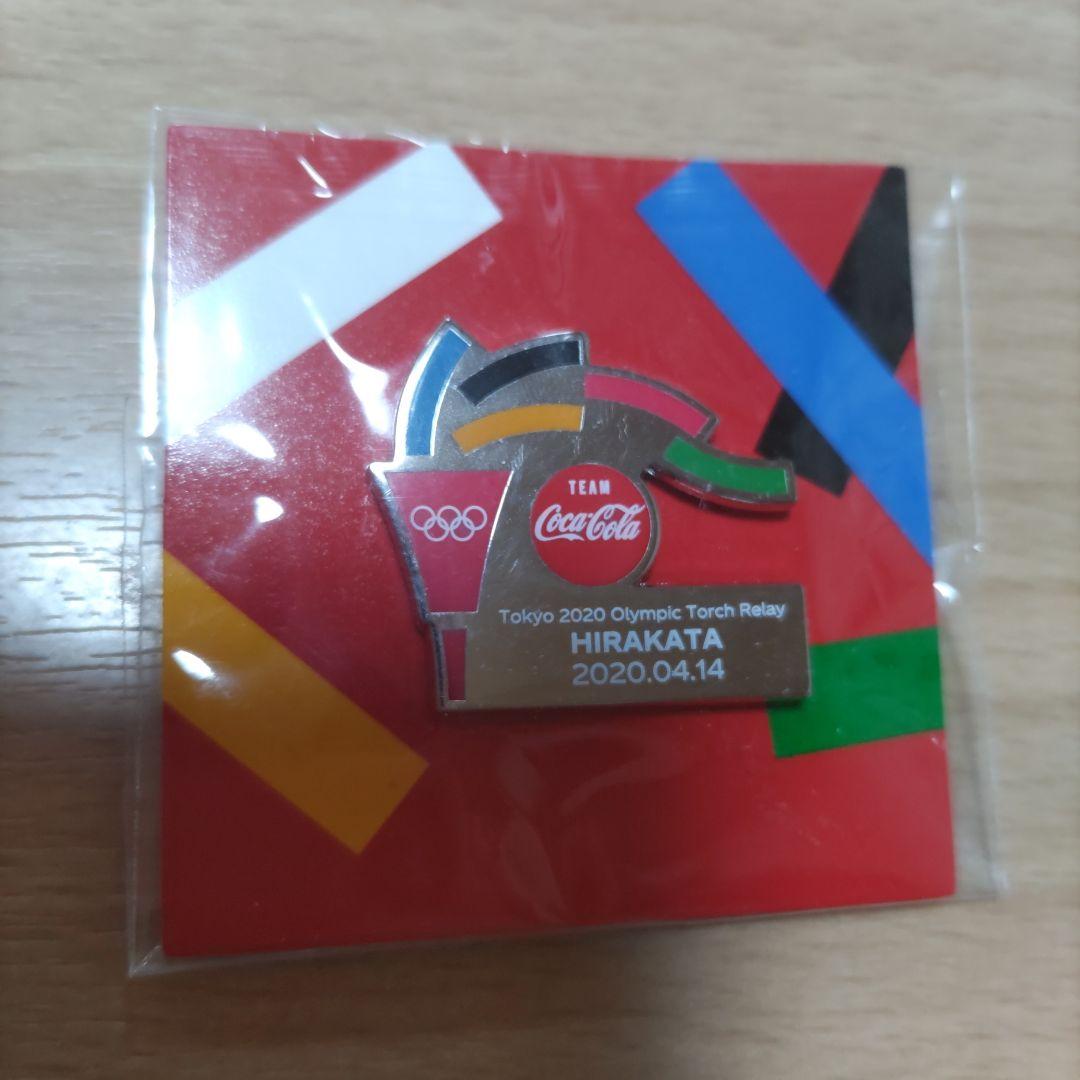 TEAM
Coca-Cola
Tokyo 2020 Olympic Torch Relay
HIRAKATA
2020.04.14